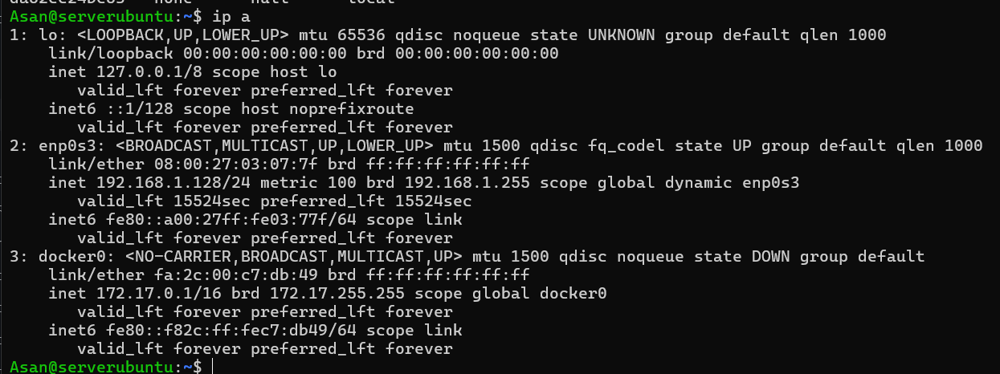 Asan@serverubuntu:~$ ip a
1: lo: <LOOPBACK,UP,LOWER_UP> mtu 65536 qdisc noqueue state UNKNOWN group default qlen 1000
    link/loopback 00:00:00:00:00:00 brd 00:00:00:00:00:00
    inet 127.0.0.1/8 scope host lo
       valid_lft forever preferred_lft forever
    inet6 ::1/128 scope host noprefixroute
       valid_lft forever preferred_lft forever
2: enp0s3: <BROADCAST,MULTICAST,UP,LOWER_UP> mtu 1500 qdisc fq_codel state UP group default qlen 1000
    link/ether 08:00:27:03:07:7f brd ff:ff:ff:ff:ff:ff
    inet 192.168.1.128/24 metric 100 brd 192.168.1.255 scope global dynamic enp0s3
       valid_lft 15524sec preferred_lft 15524sec
    inet6 fe80::a00:27ff:fe03:77f/64 scope link
       valid_lft forever preferred_lft forever
3: docker0: <NO-CARRIER,BROADCAST,MULTICAST,UP> mtu 1500 qdisc noqueue state DOWN group default
    link/ether fa:2c:00:c7:db:49 brd ff:ff:ff:ff:ff:ff
    inet 172.17.0.1/16 brd 172.17.255.255 scope global docker0
       valid_lft forever preferred_lft forever
    inet6 fe80::f82c:ff:fec7:db49/64 scope link
       valid_lft forever preferred_lft forever
Asan@serverubuntu:~$